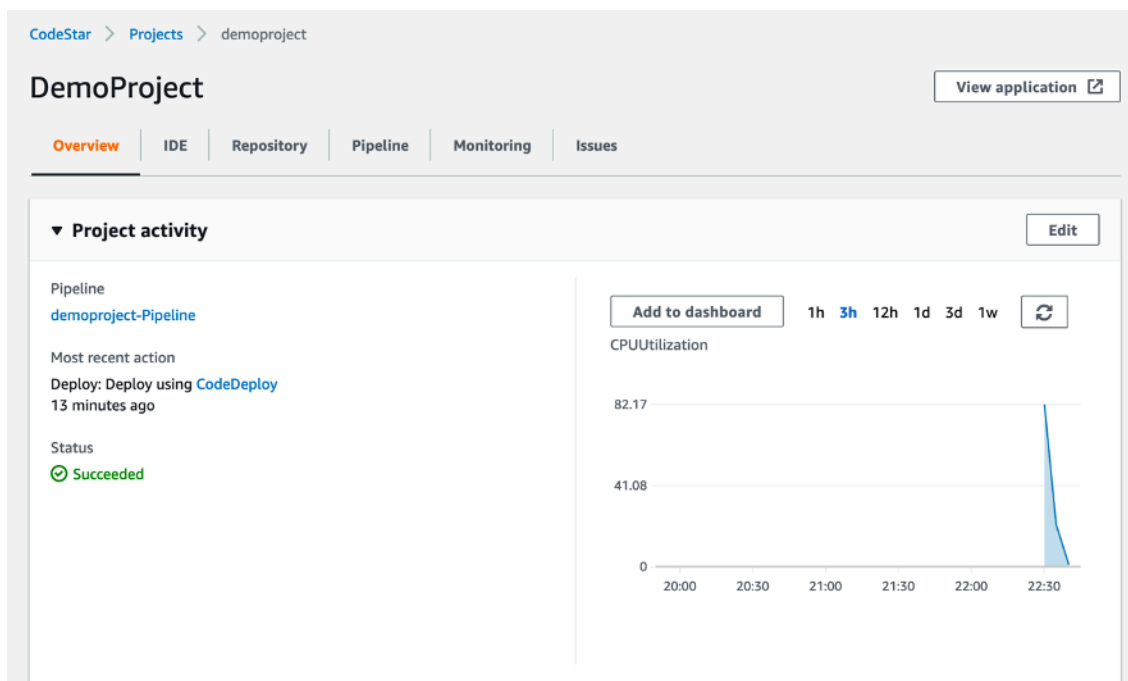 CodeStar > Projects > demoproject
DemoProject
View application
Overview IDE Repository Pipeline Monitoring Issues
Project activity
Edit
Pipeline
demoproject-Pipeline
Most recent action
Deploy: Deploy using CodeDeploy
13 minutes ago
Status
Succeeded
Add to dashboard 1h 3h 12h 1d 3d 1w
CPUUtilization
82.17
41.08
0
20:00 20:30 21:00 21:30 22:00 22:30